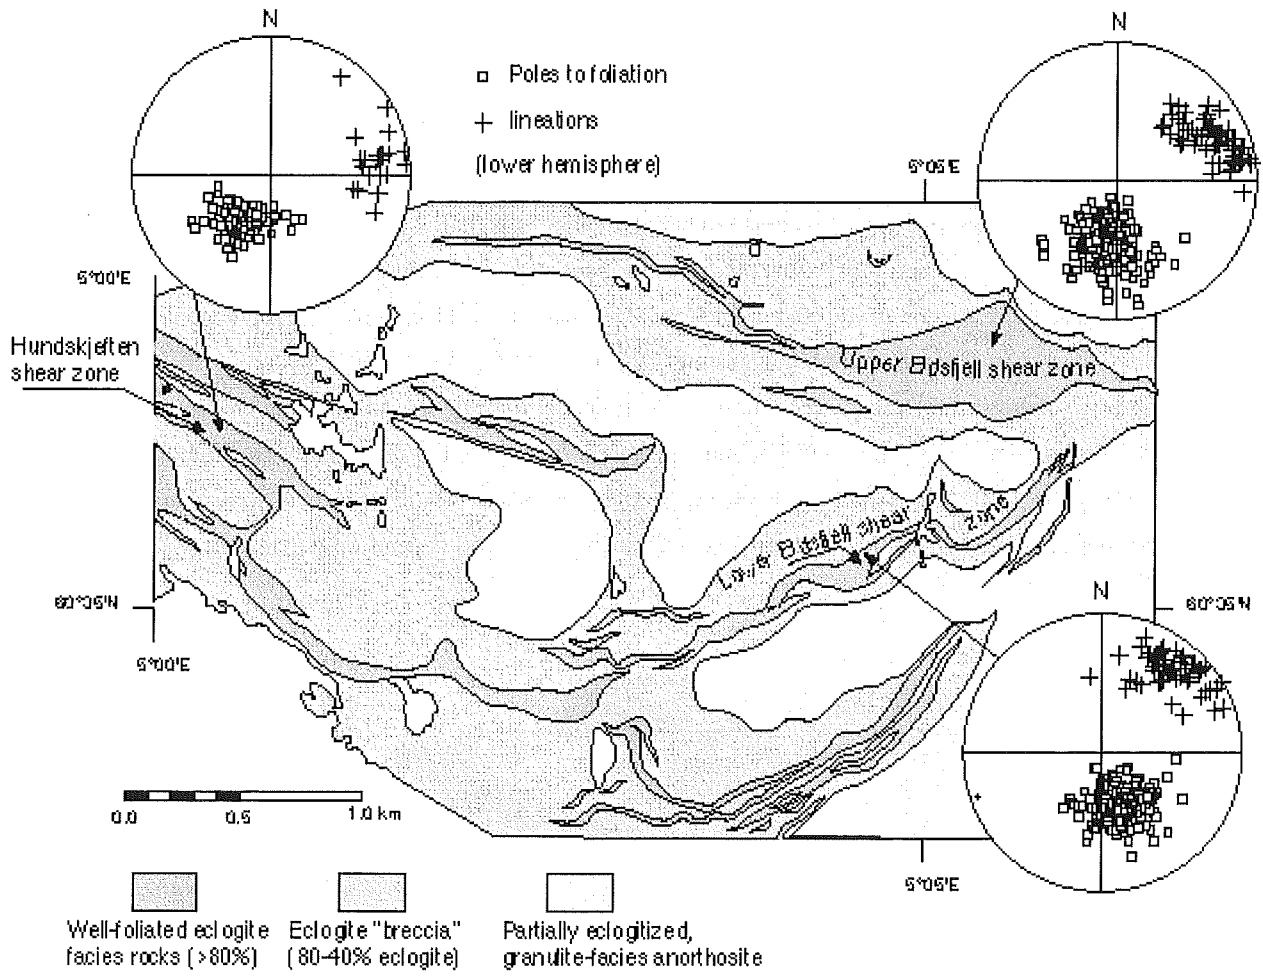 N
N
Poles to foliation
lineations
(lower hemisphere)
5°05'E
5°00'E
Hundskjeften
shear zone
Upper Eldsfjell shear zone
Lower Eldsfjell shear zone
60°35'N
60°35'N
5°00'E
N
0.0
0.5
1.0 km
5°05'E
Well-foliated eclogite
facies rocks (>80%)
Eclogite "breccia"
(80-40% eclogite)
Partially eclogitized,
granulite-facies anorthosite